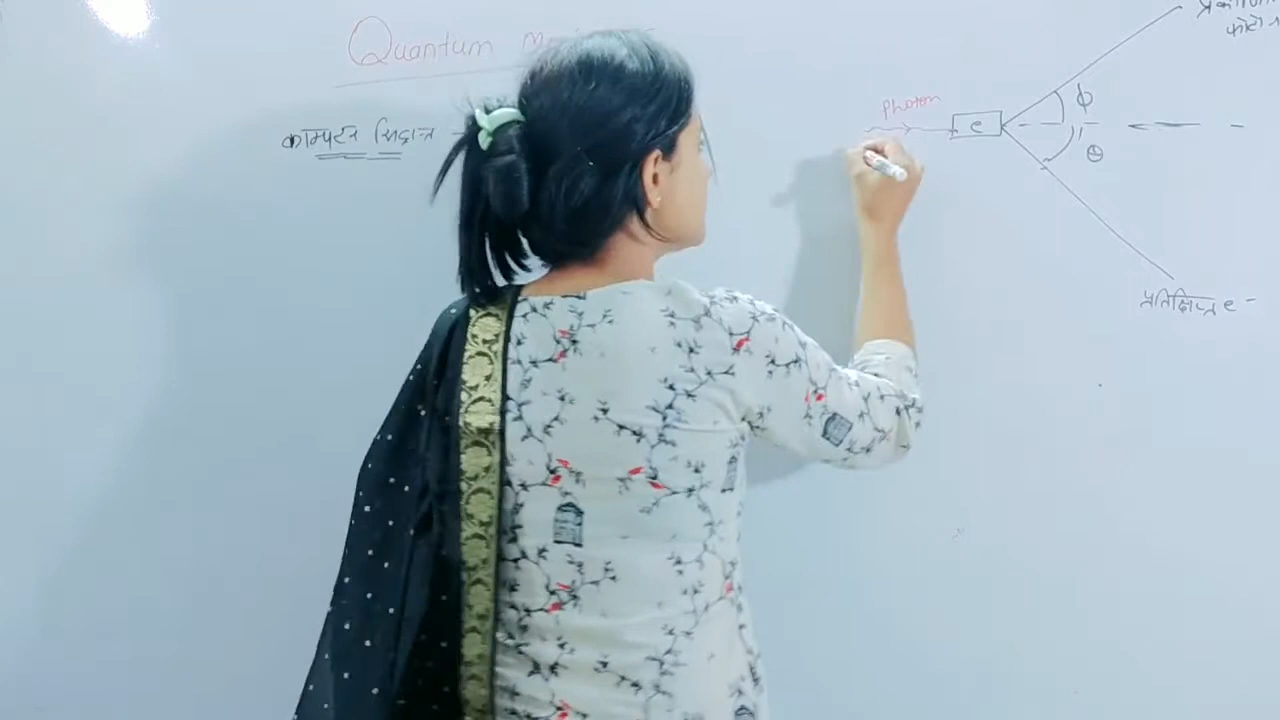 Quantum
काम्पटन सिद्धान्त -
Photon
e
ϕ
θ
प्रतिक्षिप्त e-